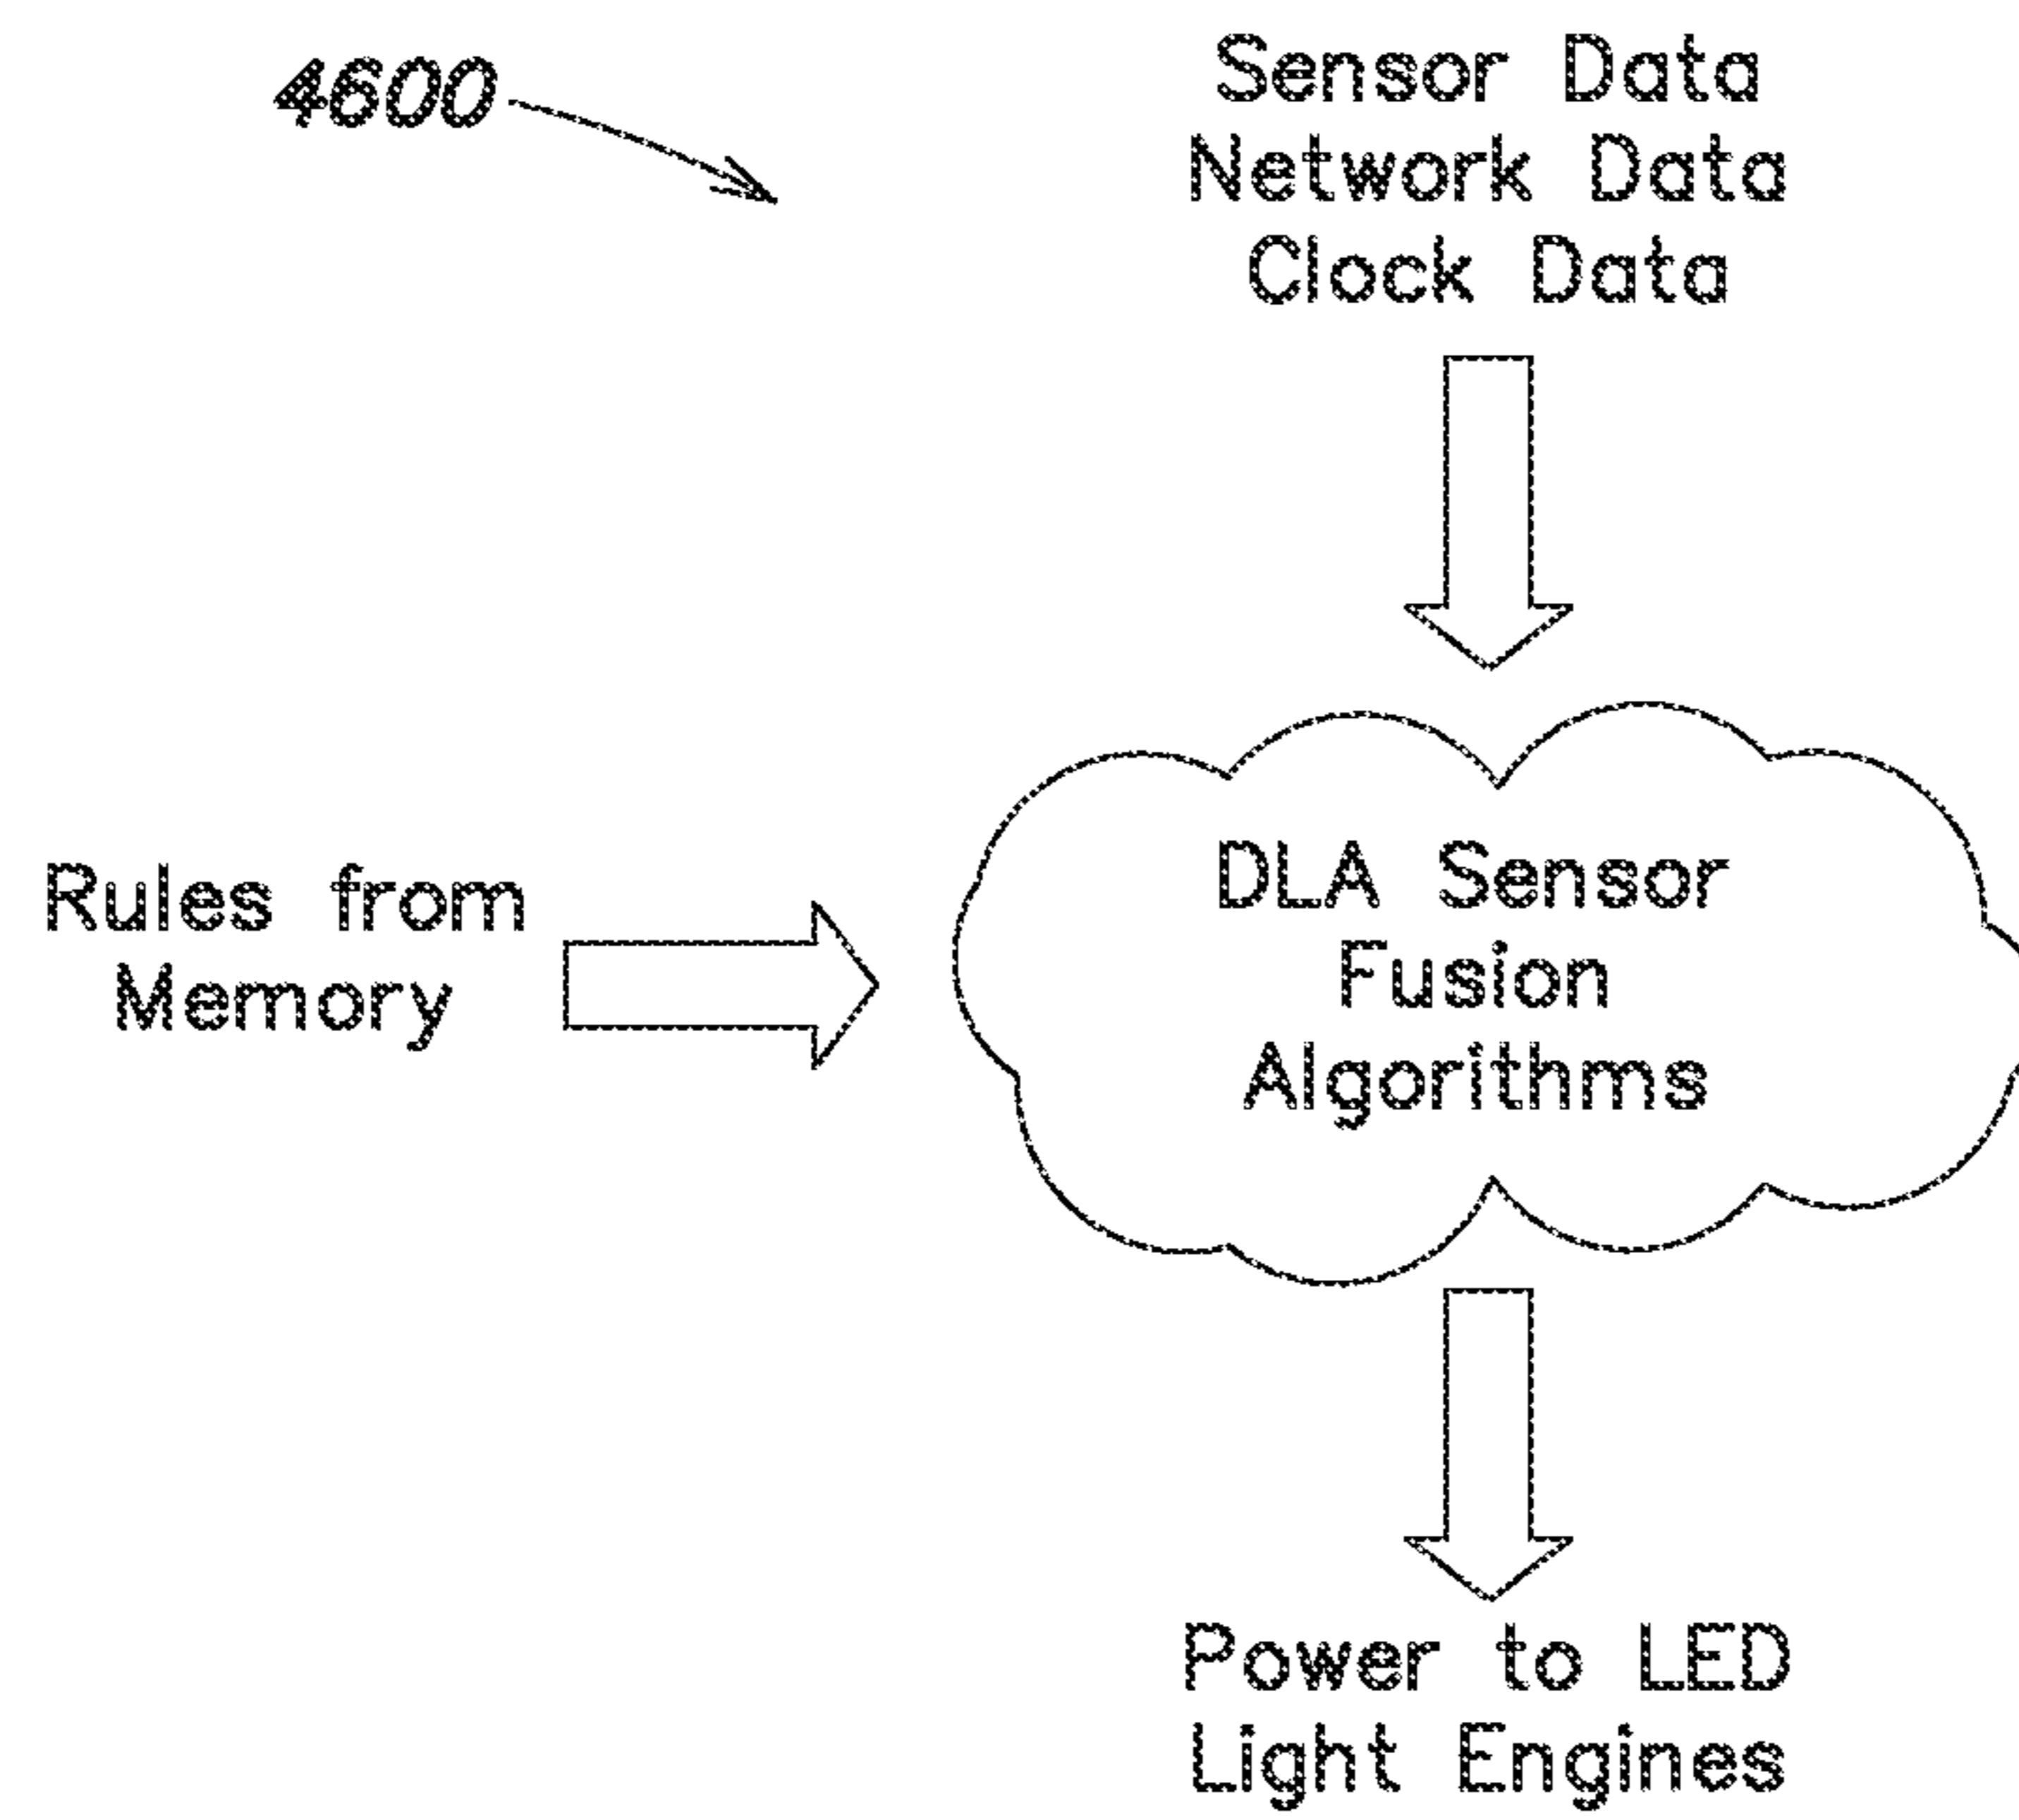 4600
Sensor Data
Network Data
Clock Data
Rules from
Memory
DLA Sensor
Fusion
Algorithms
Power to LED
Light Engines